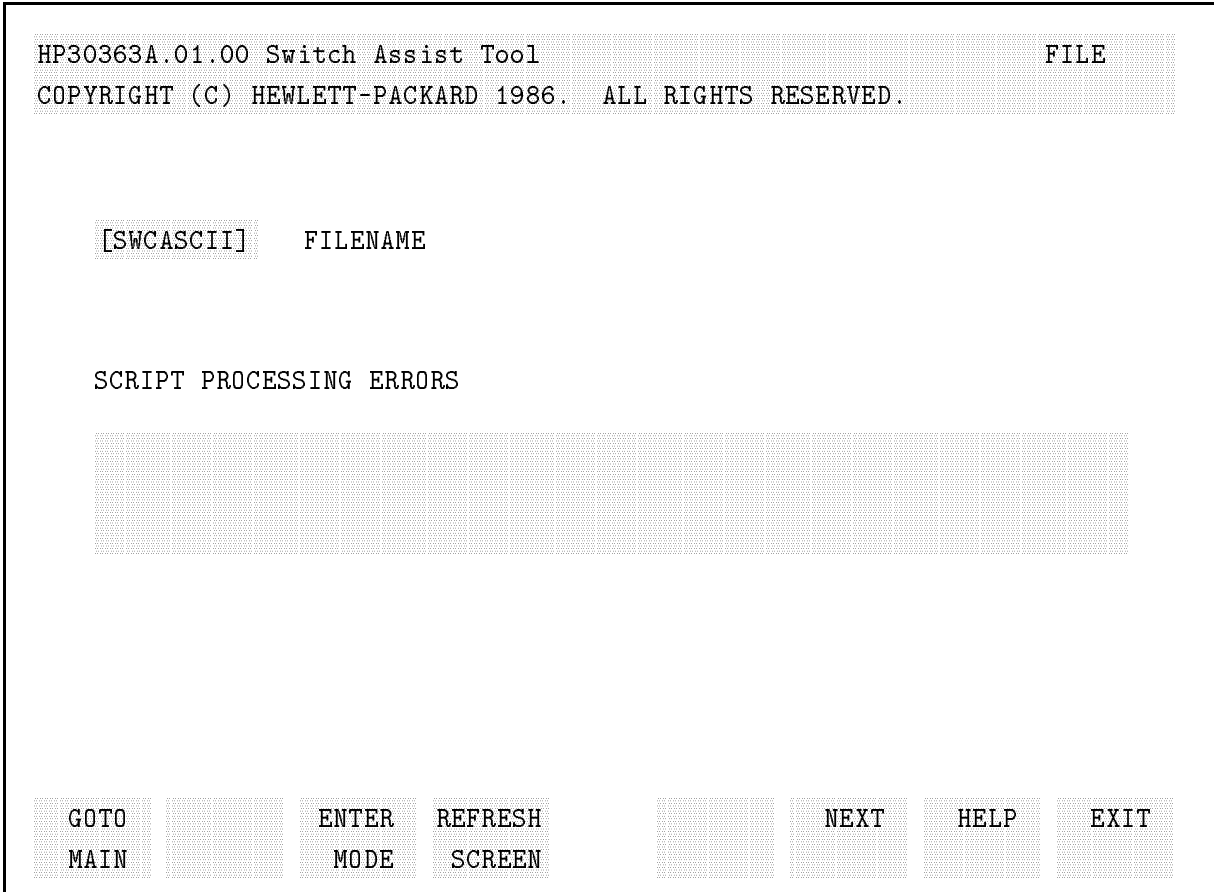 HP30363A.01.00 Switch Assist Tool FILE
COPYRIGHT (C) HEWLETT-PACKARD 1986. ALL RIGHTS RESERVED.
[SWCASCII] FILENAME
SCRIPT PROCESSING ERRORS
GOTO ENTER REFRESH NEXT HELP EXIT
MAIN MODE SCREEN